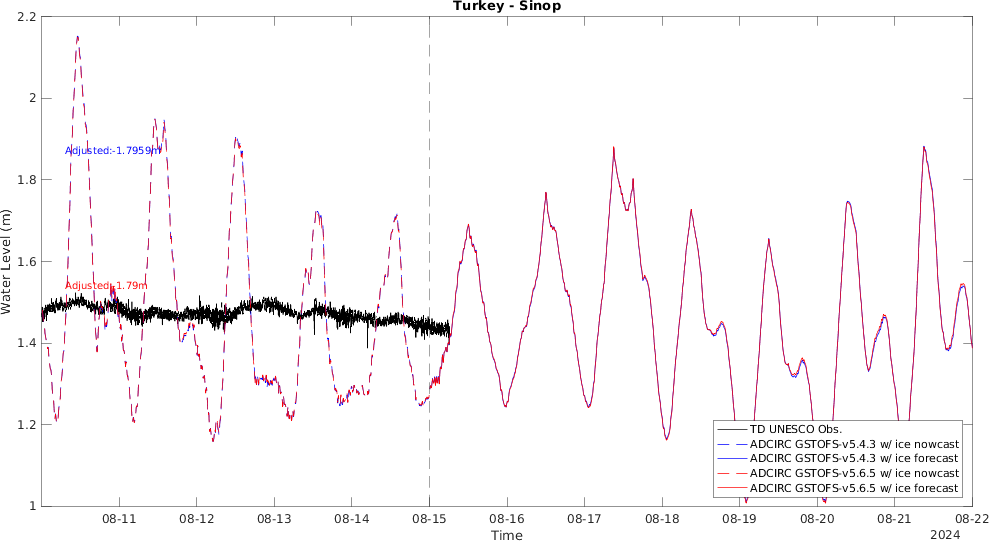 Turkey - Sinop
2.2
2
1.8
1.6
1.4
1.2
1
Water Level (m)
Adjusted:-1.7959m
Adjusted:-1.79m
TD UNESCO Obs.
ADCIRC GSTOFS-v5.4.3 w/ ice nowcast
ADCIRC GSTOFS-v5.4.3 w/ ice forecast
ADCIRC GSTOFS-v5.6.5 w/ ice nowcast
ADCIRC GSTOFS-v5.6.5 w/ ice forecast
08-11 08-12 08-13 08-14 08-15 08-16 08-17 08-18 08-19 08-20 08-21 08-22
Time
2024